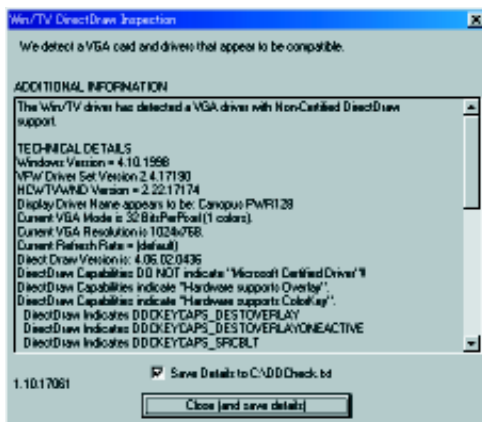 Win/TV DirectDraw Inspection
We detect a VGA card and drivers that appear to be compatible.
ADDITIONAL INFORMATION
The Win/TV driver has detected a VGA driver with Non-Certified DirectDraw
support.
TECHNICAL DETAILS
Windows Version = 4.10.1998
VFW Driver Set Version 2.4.17190
HCWTVWND Version = 2.22.17174
Display Driver Name appears to be: Canopus PWR128
Current VGA Mode is 32 BitsPerPixel (1 colors).
Current VGA Resolution is 1024x768.
Current Refresh Rate = (default)
Direct Draw Version is: 4.06.02.0436
DirectDraw Capabilities DO NOT indicate "Microsoft Certified Driver"!
DirectDraw Capabilities indicate "Hardware supports Overlay".
DirectDraw Capabilities indicate "Hardware supports ColorKey".
DirectDraw Indicates DDCKEYCAPS_DESTOVERLAY
DirectDraw Indicates DDCKEYCAPS_DESTOVERLAYONEACTIVE
DirectDraw Indicates DDCKEYCAPS_SRCBLT
Save Details to C:\DDCheck.txt
1.10.17061
Close (and save details)